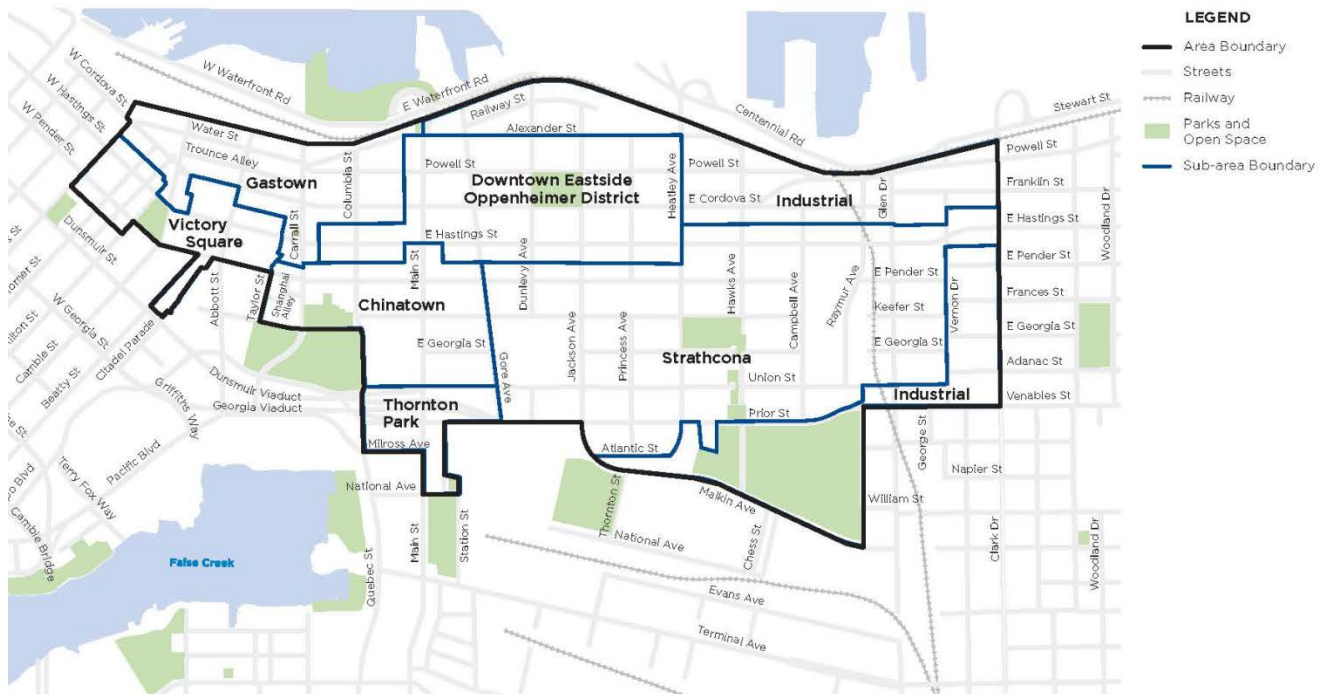 LEGEND
Area Boundary
Streets
Railway
Parks and
Open Space
Sub-area Boundary
W Cordova St
W Hastings St
W Pender St
W Waterfront Rd
E Waterfront Rd
Railway St
Centennial Rd
Stewart St
Water St
Trounce Alley
Gastown
Columbia St
Alexander St
Powell St
Powell St
Powell St
Downtown Eastside
Oppenheimer District
Heatley Ave
E Cordova St
Industrial
Glen Dr
Franklin St
E Hastings St
Woodland Dr
Victory
Square
Carrall St
E Hastings St
Main St
Dunlevy Ave
Dunsmuir St
Taylor St
Shanghai
Alley
Abbott St
Chinatown
E Georgia St
Gore Ave
Jackson Ave
Princess Ave
Hawks Ave
Campbell Ave
Raymur Ave
E Pender St
Keefer St
E Georgia St
Vernon Dr
E Pender St
Frances St
E Georgia St
Adanac St
Venables St
Strathcona
Union St
Prior St
Industrial
omer St
milton St
Cambie St
Beatty St
W Georgia St
Citadel Parade
Dunsmuir Viaduct
Georgia Viaduct
Griffiths Way
Pacific Blvd
Terry Fox Way
Cambie Bridge
Thornton
Park
Milross Ave
National Ave
Atlantic St
Malkin Ave
Thornton St
National Ave
Chess St
George St
Napier St
William St
Clark Dr
Woodland Dr
False Creek
Quebec St
Main St
Station St
Evans Ave
Terminal Ave